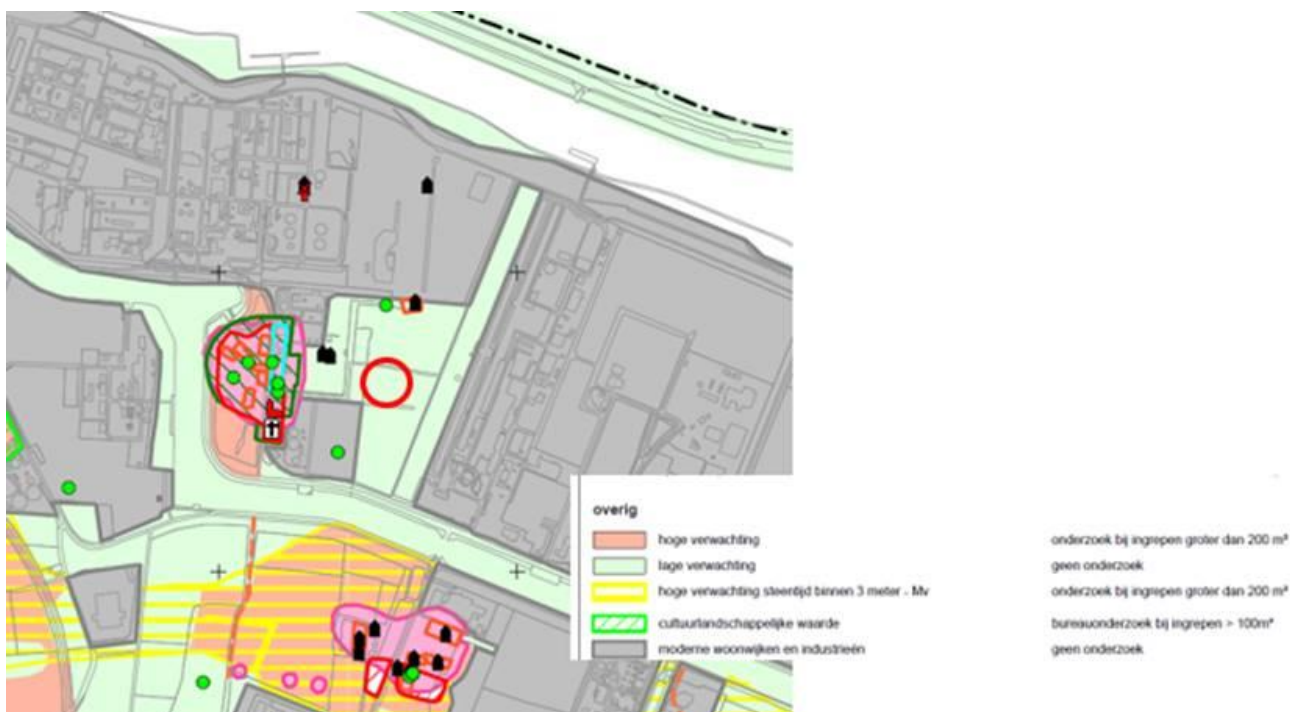 overig
hoge verwachting onderzoek bij ingrepen groter dan 200 m²
lage verwachting geen onderzoek
hoge verwachting steentijd binnen 3 meter - Mv onderzoek bij ingrepen groter dan 200 m²
cultuurlandschappelijke waarde bureauonderzoek bij ingrepen > 100m²
moderne woonwijken en industrieën geen onderzoek